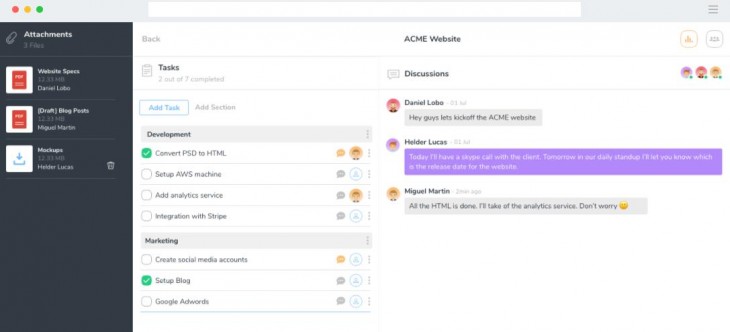 Attachments
3 Files
PDF
Website Specs
12.33 MB
Daniel Lobo
PDF
[Draft] Blog Posts
12.33 MB
Miguel Martin
Mockups
12.33 MB
Helder Lucas
Back
ACME Website
Tasks
2 out of 7 completed
Add Task
Add Section
Development
Convert PSD to HTML
Setup AWS machine
Add analytics service
Integration with Stripe
Marketing
Create social media accounts
Setup Blog
Google Adwords
Discussions
Daniel Lobo - 01 Jul
Hey guys lets kickoff the ACME website
Helder Lucas - 01 Jul
Today I'll have a skype call with the client. Tomorrow in our daily standup I'll let you know which
is the release date for the website.
Miguel Martin - 2min ago
All the HTML is done. I'll take of the analytics service. Don't worry 😀